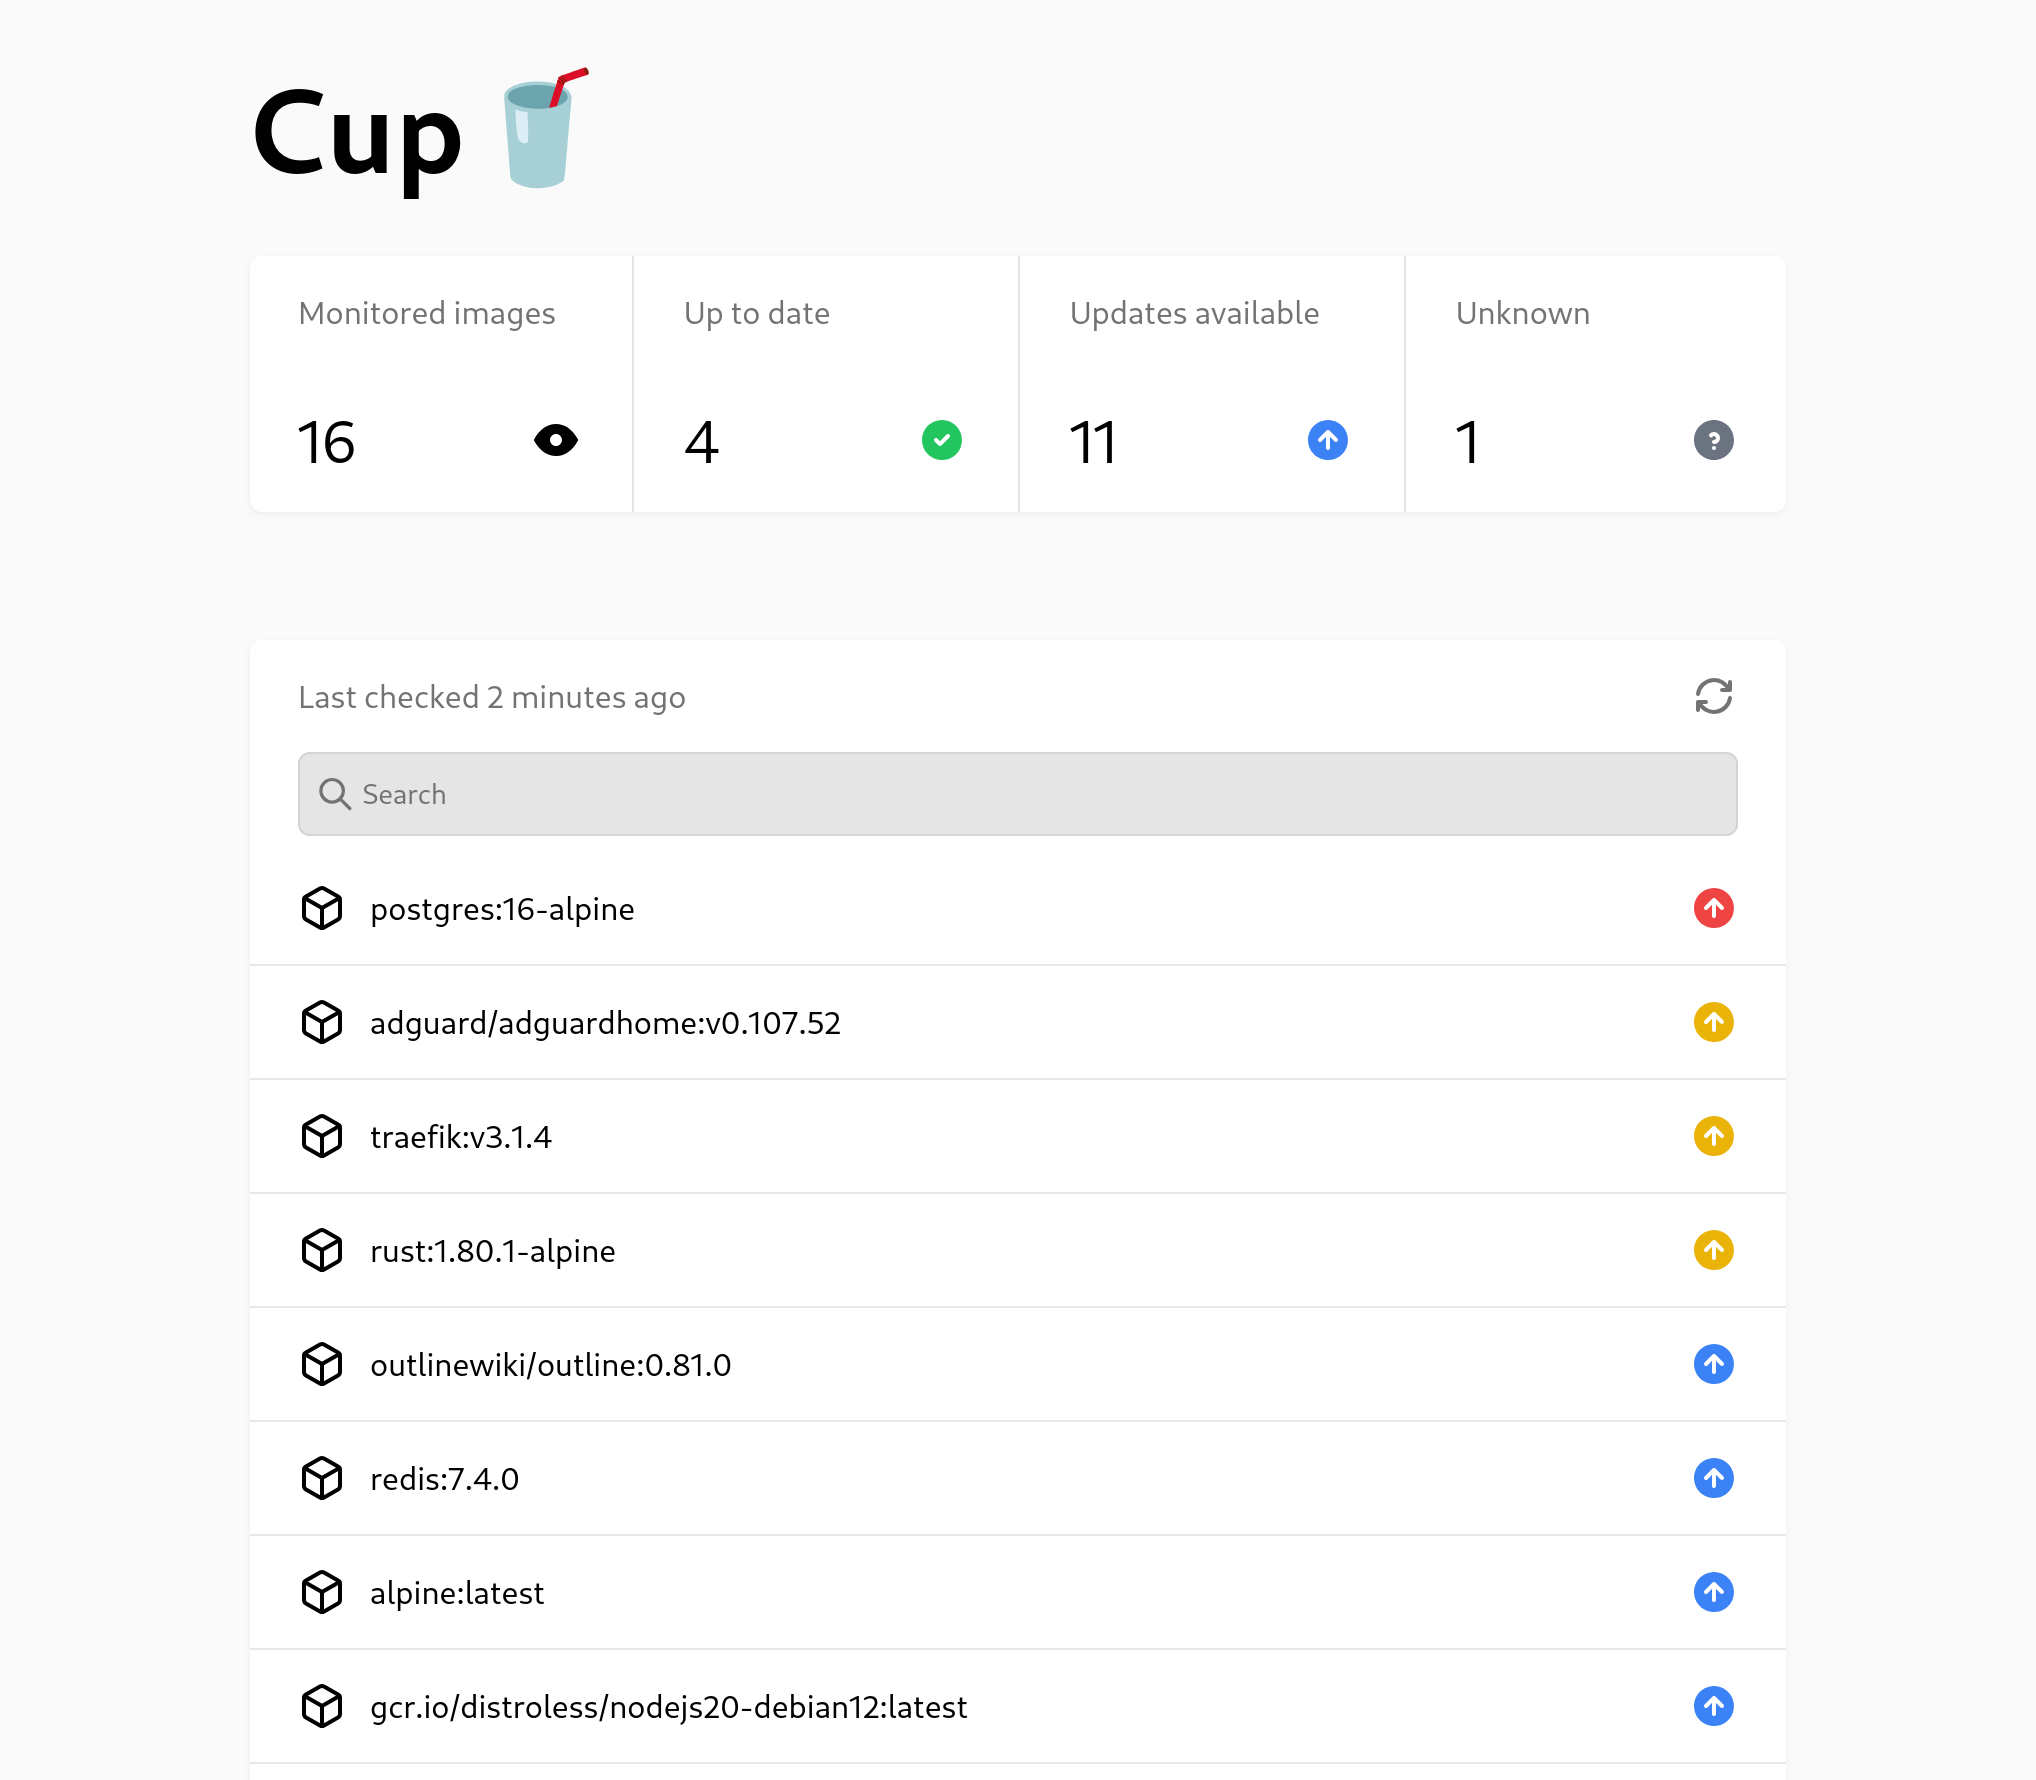 Cup
Monitored images
Up to date
Updates available
Unknown
16
4
11
1
Last checked 2 minutes ago
Search
postgres:16-alpine
adguard/adguardhome:v0.107.52
traefik:v3.1.4
rust:1.80.1-alpine
outlinewiki/outline:0.81.0
redis:7.4.0
alpine:latest
gcr.io/distroless/nodejs20-debian12:latest